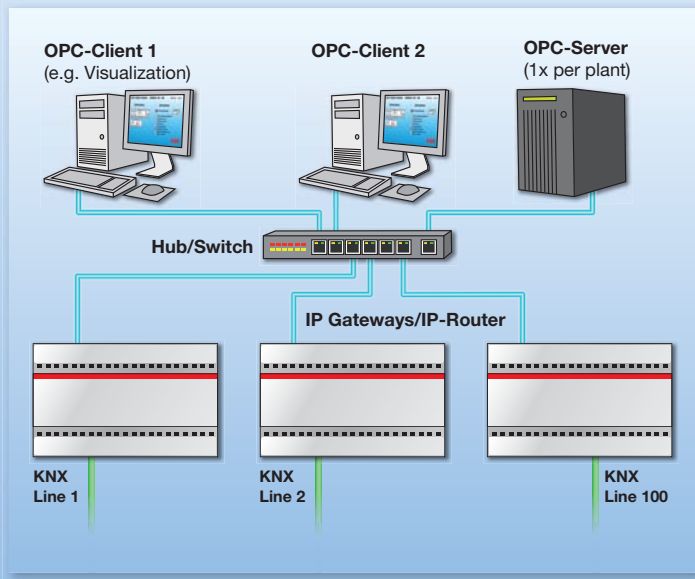 OPC-Client 1
(e.g. Visualization)
OPC-Client 2
OPC-Server
(1x per plant)
Hub/Switch
IP Gateways/IP-Router
KNX
Line 1
KNX
Line 2
KNX
Line 100